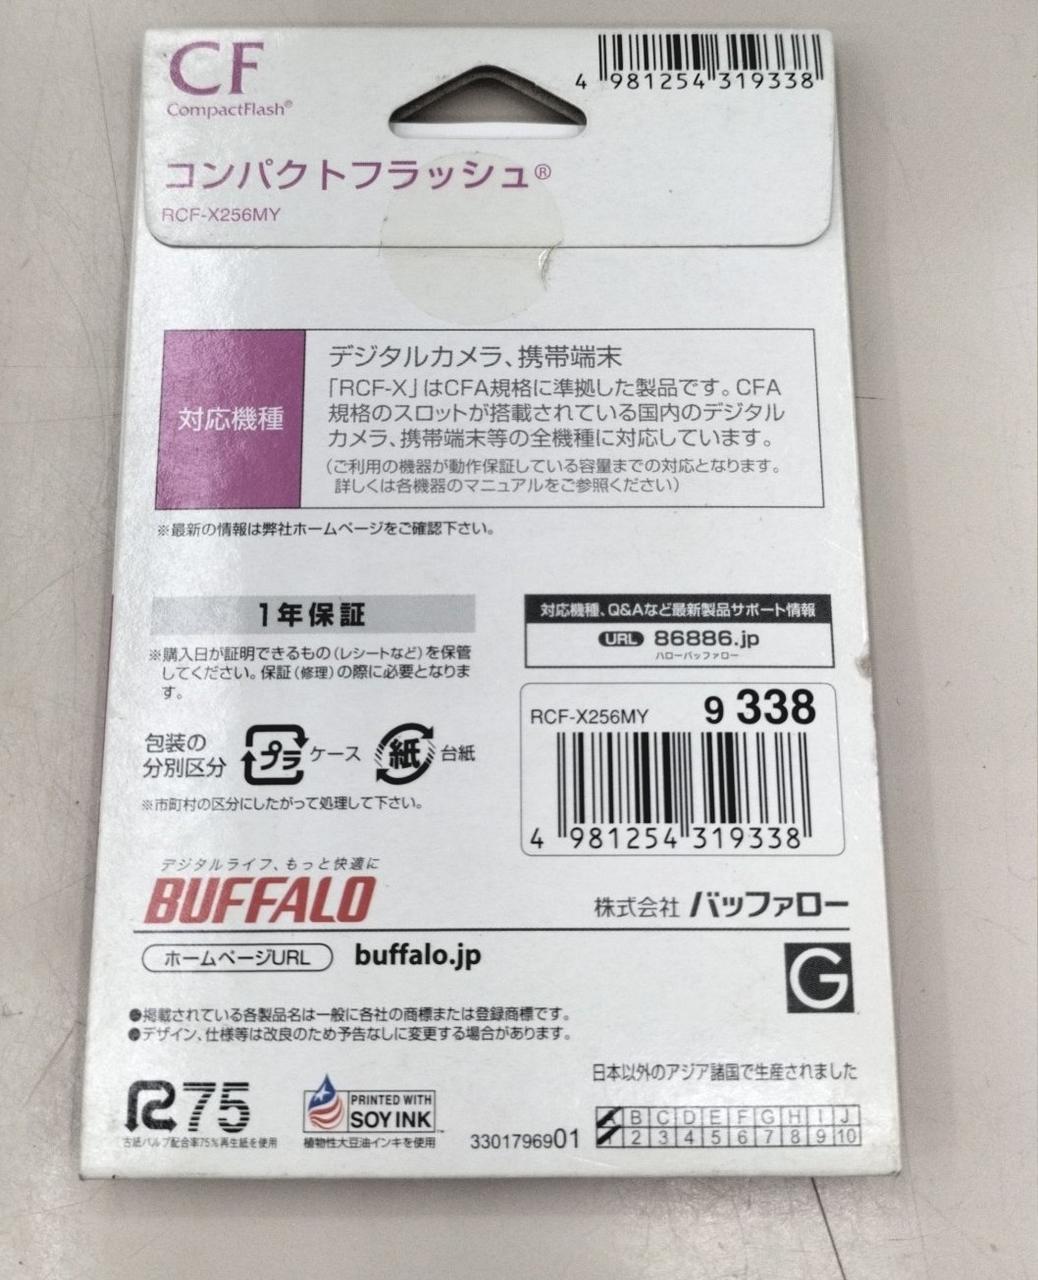 CF
CompactFlash®
4 981254 319338
コンパクトフラッシュ®
RCF-X256MY
対応機種
デジタルカメラ、携帯端末
「RCF-X」はCFA規格に準拠した製品です。CFA
規格のスロットが搭載されている国内のデジタル
カメラ、携帯端末等の全機種に対応しています。
（ご利用の機器が動作保証している容量までの対応となります。
詳しくは各機器のマニュアルをご参照ください）
※最新の情報は弊社ホームページをご確認下さい。
1年保証
※購入日が証明できるもの（レシートなど）を保管
してください。保証（修理）の際に必要となりま
す。
対応機種、Q&Aなど最新製品サポート情報
URL 86886.jp
ハローバッファロー
RCF-X256MY 9 338
4 981254 319338
包装の
分別区分
プラ ケース 紙 台紙
※市町村の区分にしたがって処理して下さい。
デジタルライフ、もっと快適に
BUFFALO
株式会社 バッファロー
ホームページURL buffalo.jp
G
●掲載されている各製品名は一般に各社の商標または登録商標です。
●デザイン、仕様等は改良のため予告なしに変更する場合があります。
日本以外のアジア諸国で生産されました
R75
古紙パルプ配合率75%再生紙を使用
PRINTED WITH
SOY INK™
植物性大豆油インキを使用
3301796901
A B C D E F G H I J
1 2 3 4 5 6 7 8 9 10